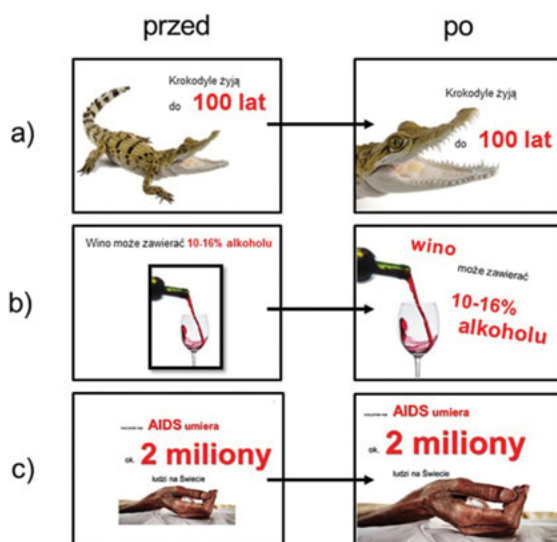 przed
po
a)
Krokodyle żyją
do 100 lat
Krokodyle żyją
do 100 lat
b)
Wino może zawierać 10-16% alkoholu
wino
może zawierać
10-16%
alkoholu
c)
AIDS umiera
ok. 2 miliony
ludzi na Świecie
AIDS umiera
ok. 2 miliony
ludzi na Świecie